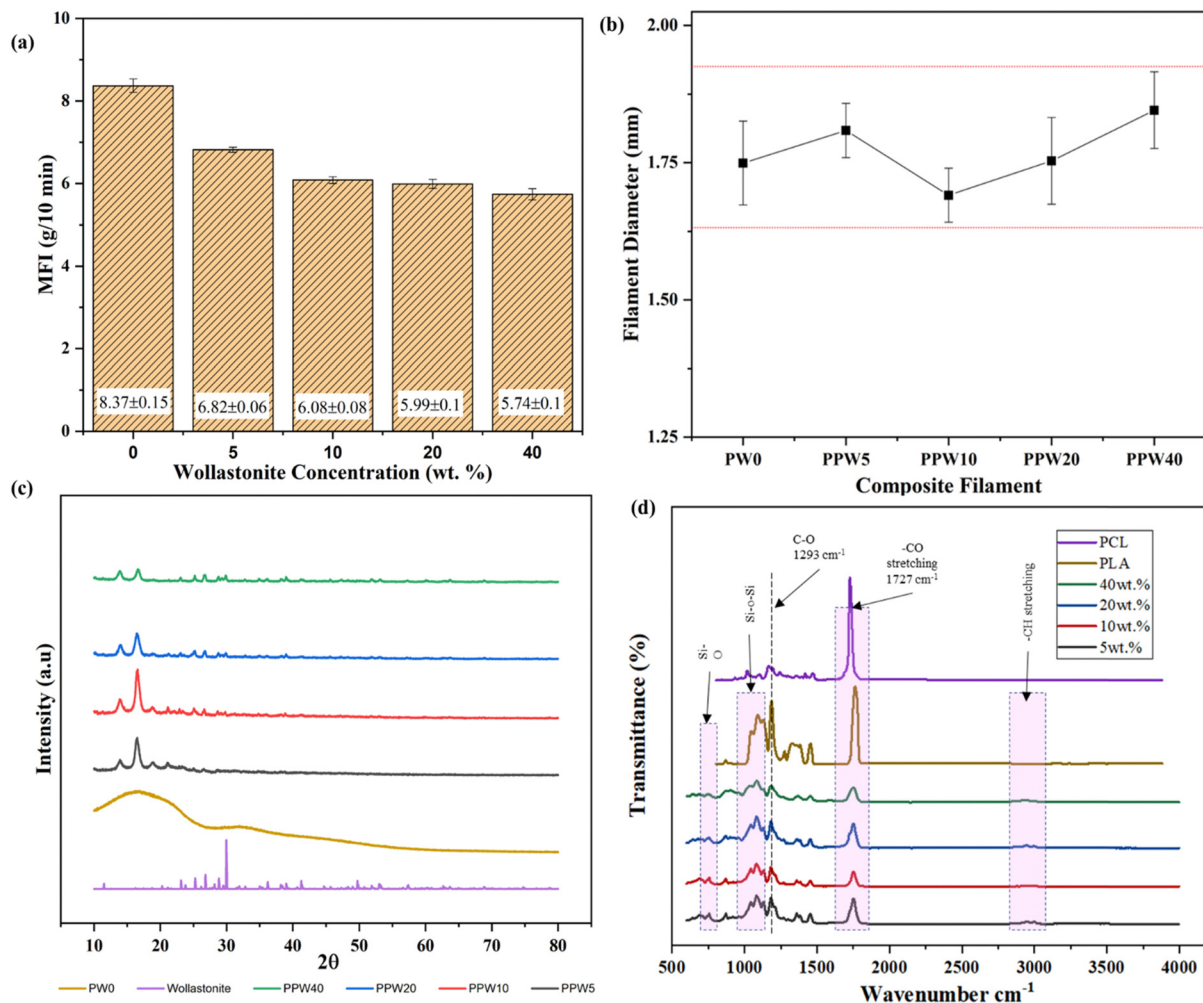 (a)
10
8
6
4
2
0
MFI (g/10 min)
8.37±0.15
6.82±0.06
6.08±0.08
5.99±0.1
5.74±0.1
0 5 10 20 40
Wollastonite Concentration (wt. %)
(b)
2.00
1.75
1.50
1.25
Filament Diameter (mm)
PW0 PPW5 PPW10 PPW20 PPW40
Composite Filament
(c)
Intensity (a.u)
10 20 30 40 50 60 70 80
2θ
PW0 Wollastonite PPW40 PPW20 PPW10 PPW5
(d)
Transmittance (%)
Si-
O
Si-O-Si
C-O
1293 cm-1
-CO
stretching
1727 cm-1
-CH stretching
PCL
PLA
40wt.%
20wt.%
10wt.%
5wt.%
500 1000 1500 2000 2500 3000 3500 4000
Wavenumber cm-1